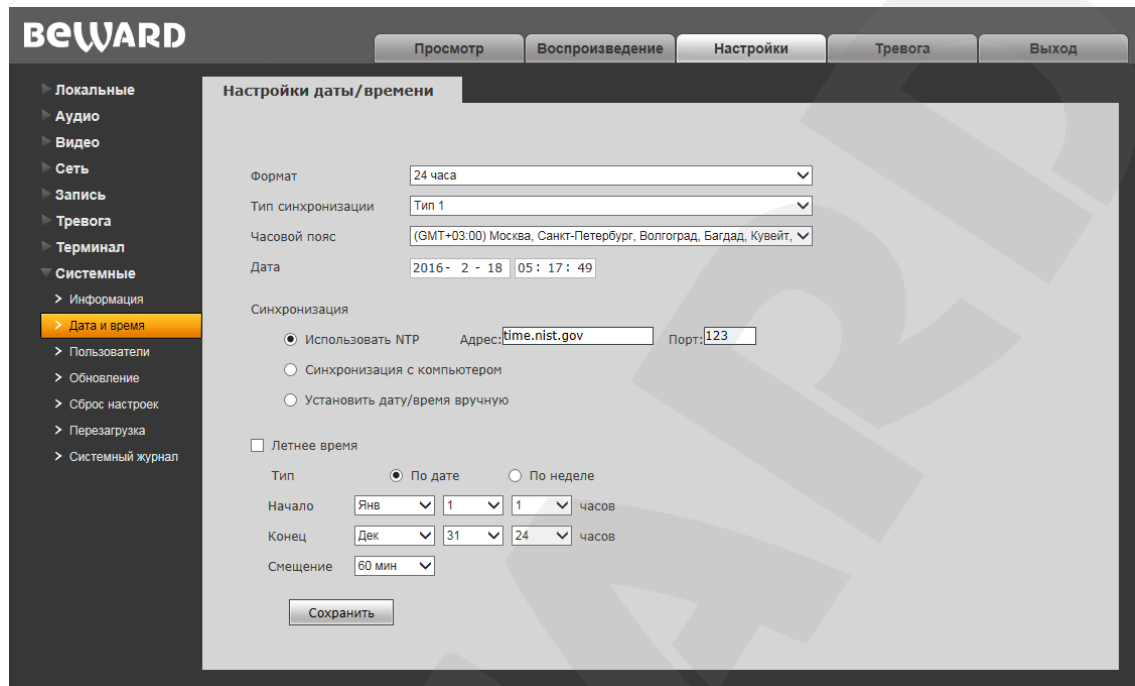 BEWARD
Просмотр Воспроизведение Настройки Тревога Выход
Локальные
Аудио
Видео
Сеть
Запись
Тревога
Терминал
Системные
Информация
Дата и время
Пользователи
Обновление
Сброс настроек
Перезагрузка
Системный журнал
Настройки даты/времени
Формат 24 часа
Тип синхронизации Тип 1
Часовой пояс (GMT+03:00) Москва, Санкт-Петербург, Волгоград, Багдад, Кувейт,
Дата 2016- 2 - 18 05: 17: 49
Синхронизация
Использовать NTP Адрес: time.nist.gov Порт: 123
Синхронизация с компьютером
Установить дату/время вручную
Летнее время
Тип По дате По неделе
Начало Янв 1 1 часов
Конец Дек 31 24 часов
Смещение 60 мин
Сохранить